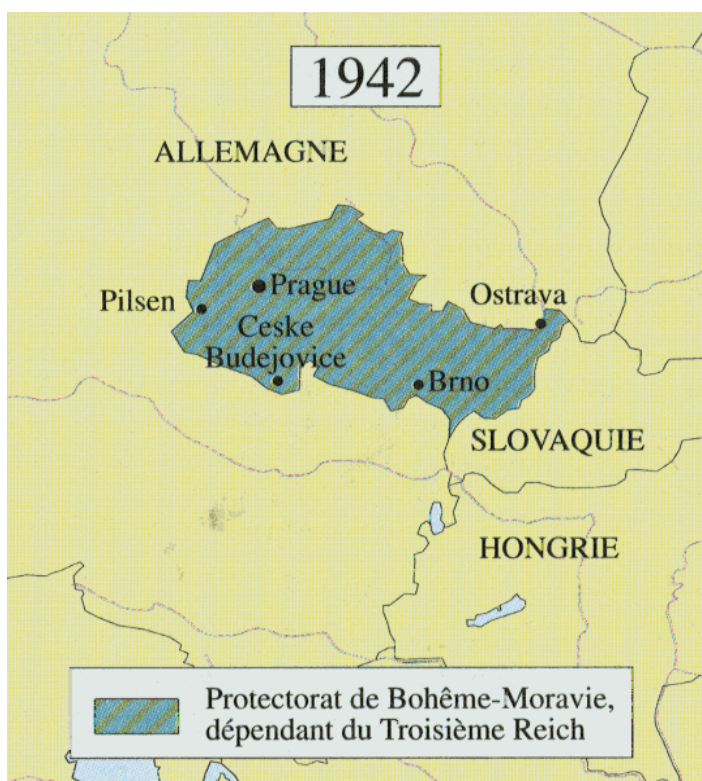 1942
ALLEMAGNE
Prague
Pilsen
Ostrava
Ceske
Budejovice
Brno
SLOVAQUIE
HONGRIE
Protectorat de Bohême-Moravie,
dépendant du Troisième Reich